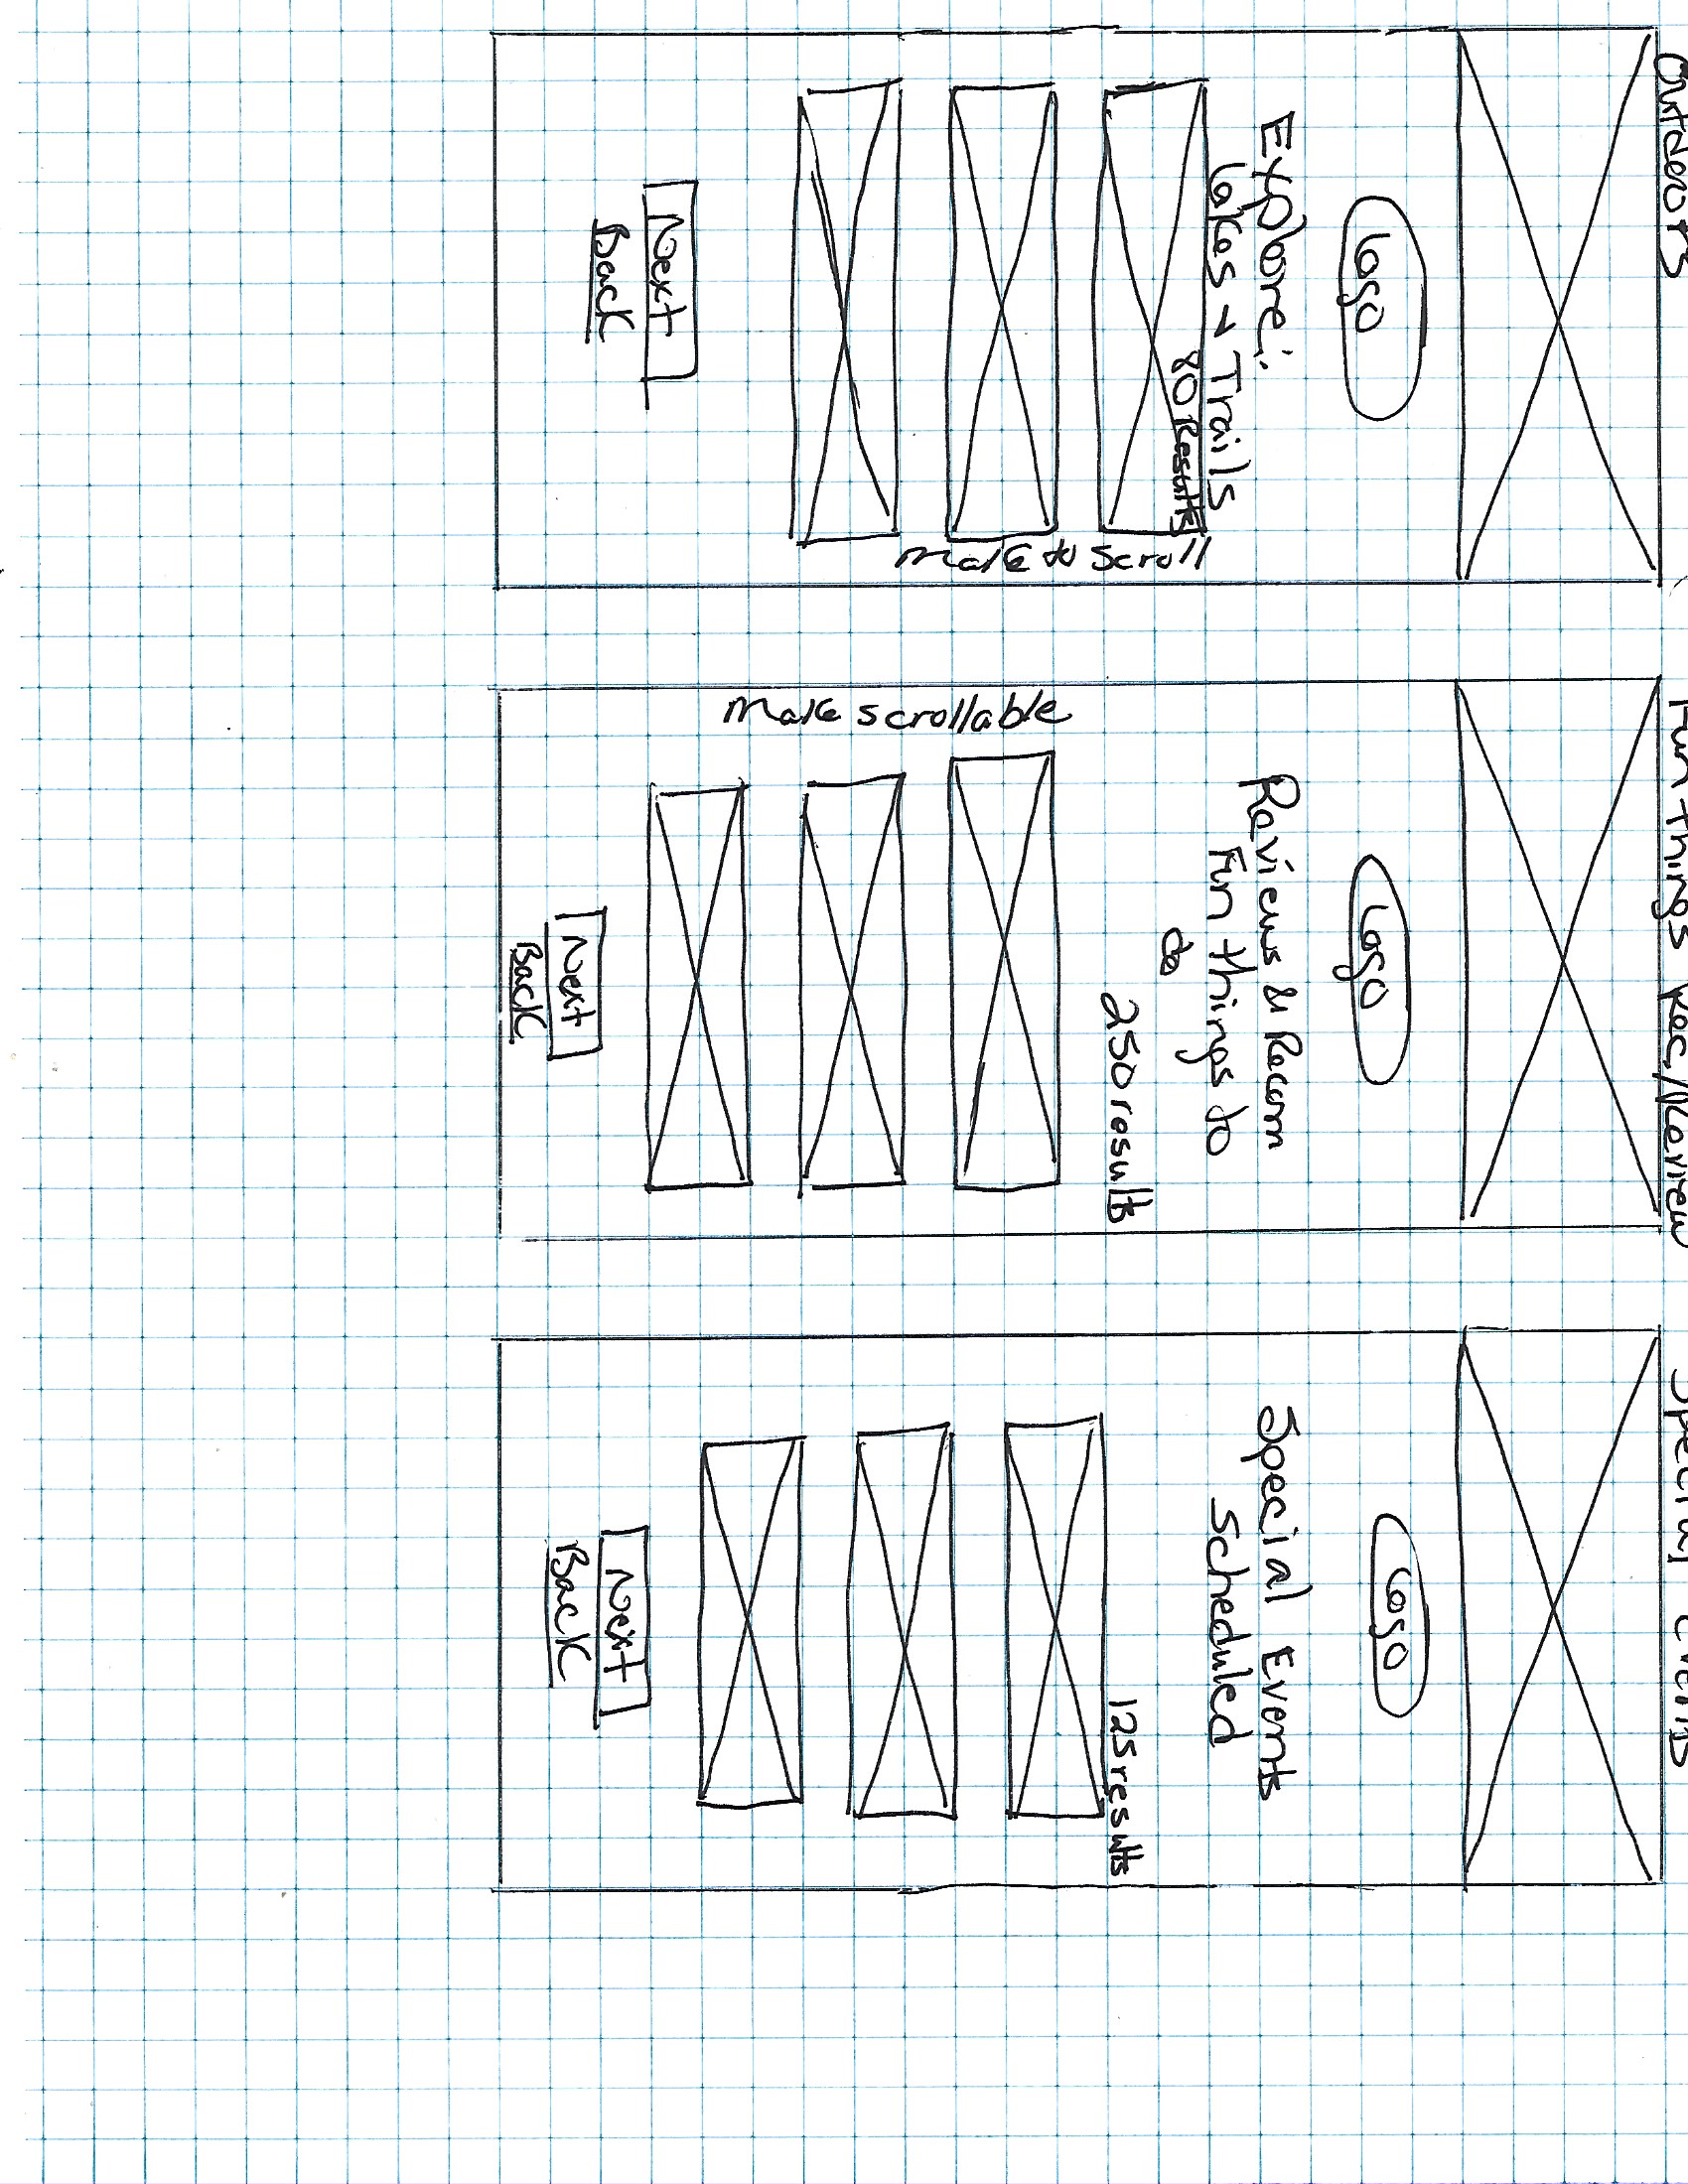 Outdoors
Logo
Explore:
Lakes & Trails
80 Results
Make to scroll
Next
Back
Fun things Rec/Review
Logo
Reviews & Recom
Fun things to
do
250 results
Make scrollable
Next
Back
Special Events
Logo
Special Events
Scheduled
125 results
Next
Back